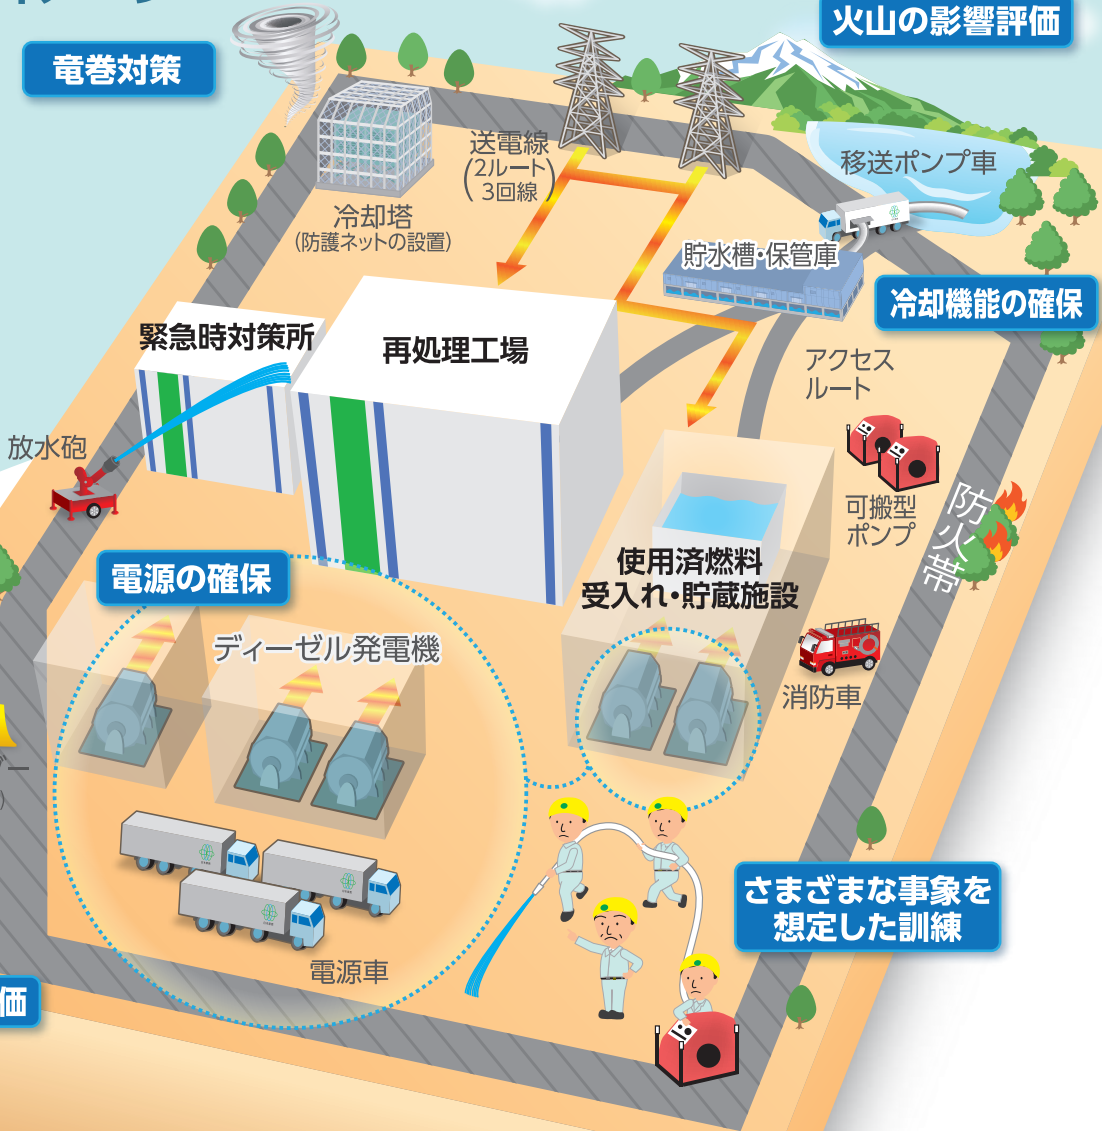 火山の影響評価
竜巻対策
送電線
(2ルート
3回線)
移送ポンプ車
冷却塔
(防護ネットの設置)
貯水槽・保管庫
冷却機能の確保
緊急時対策所
再処理工場
アクセス
ルート
放水砲
可搬型
ポンプ
防火帯
使用済燃料
受入れ・貯蔵施設
電源の確保
ディーゼル発電機
消防車
さまざまな事象を
想定した訓練
電源車
価